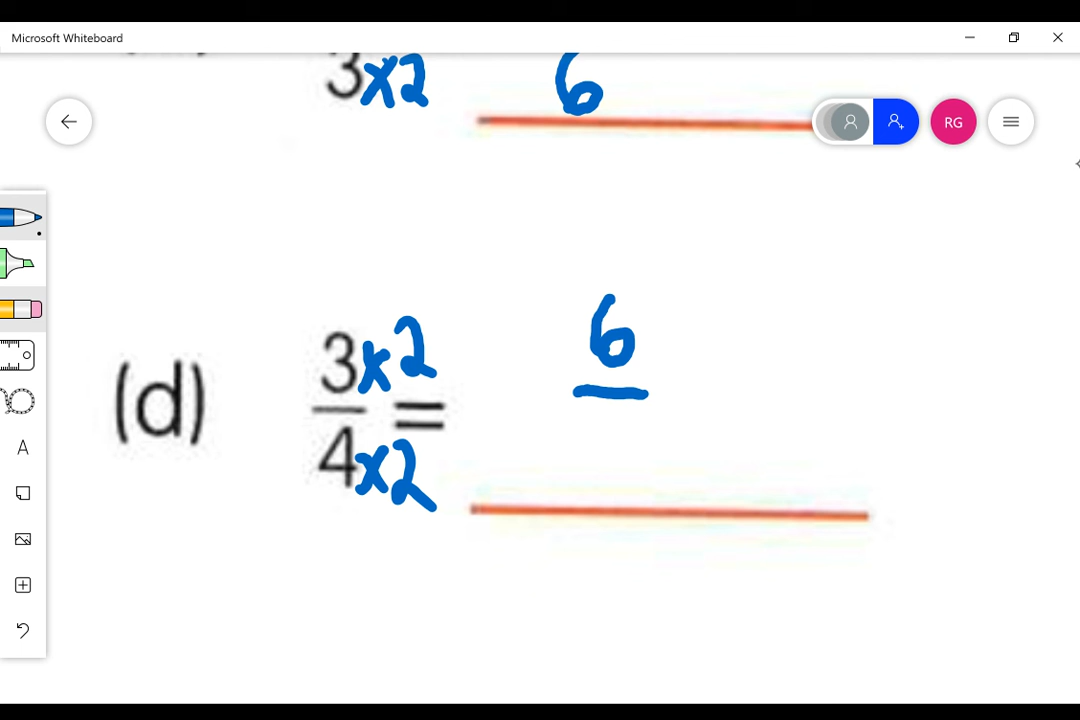 Microsoft Whiteboard
3x2 6
RG
3x2 6
(d) =
4x2
A